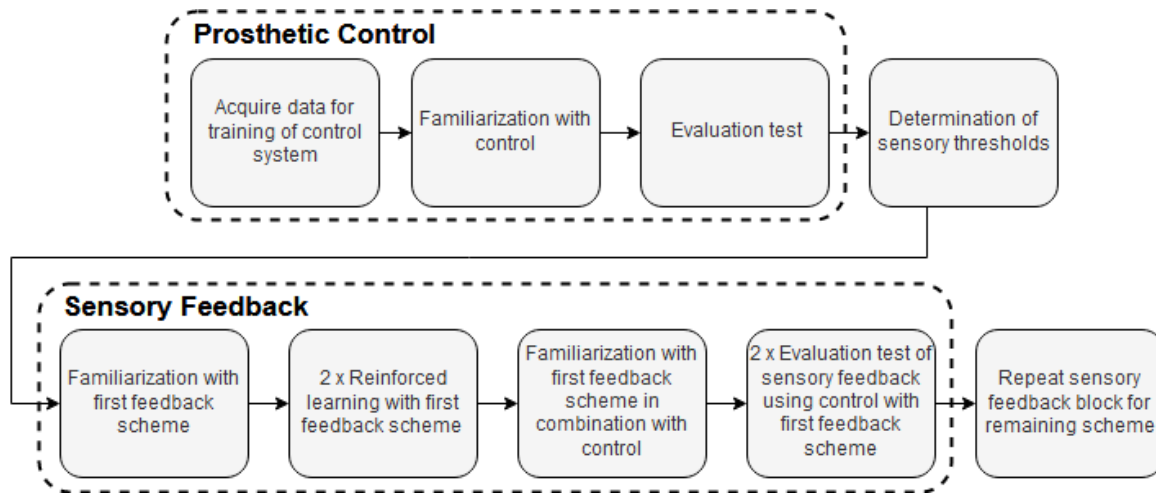 Prosthetic Control
Acquire data for
training of control
system
Familiarization with
control
Evaluation test
Determination of
sensory thresholds
Sensory Feedback
Familiarization with
first feedback
scheme
2 x Reinforced
learning with first
feedback scheme
Familiarization with
first feedback
scheme in
combination with
control
2 x Evaluation test of
sensory feedback
using control with
first feedback
scheme
Repeat sensory
feedback block for
remaining scheme